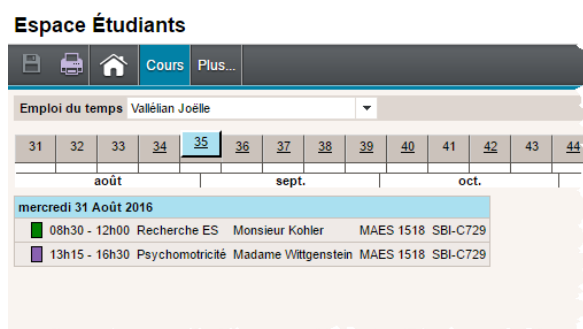 Espace Étudiants
Cours Plus...
Emploi du temps Vallélian Joëlle
31 32 33 34 35 36 37 38 39 40 41 42 43 44
août sept. oct.
mercredi 31 Août 2016
08h30 - 12h00 Recherche ES Monsieur Kohler MAES 1518 SBI-C729
13h15 - 16h30 Psychomotricité Madame Wittgenstein MAES 1518 SBI-C729